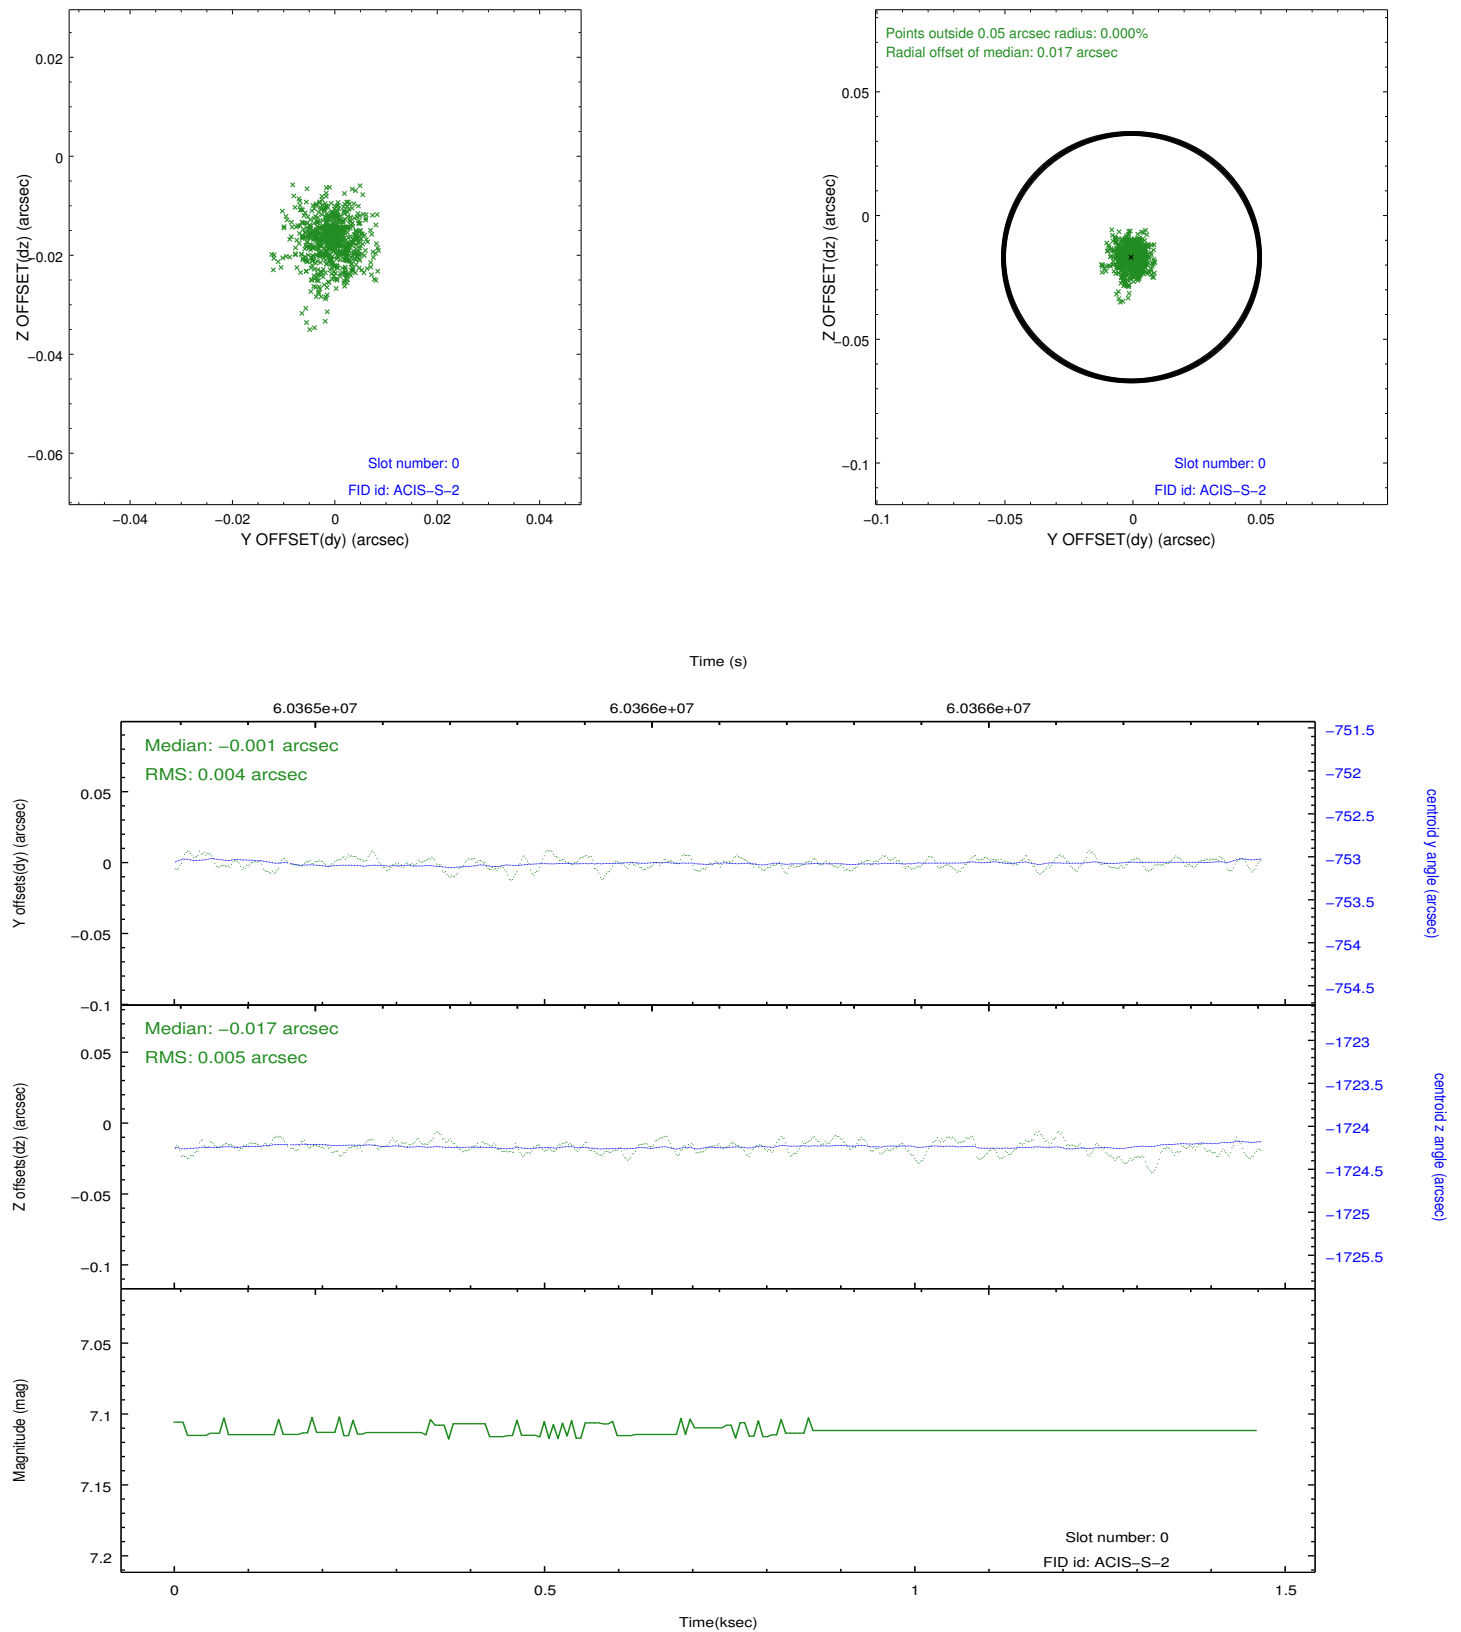 0.02
0
−0.02
−0.04
−0.06
Z OFFSET(dz) (arcsec)
Slot number: 0
FID id: ACIS−S−2
−0.04
−0.02
0
0.02
0.04
Y OFFSET(dy) (arcsec)
Points outside 0.05 arcsec radius: 0.000%
Radial offset of median: 0.017 arcsec
0.05
0
−0.05
−0.1
Z OFFSET(dz) (arcsec)
Slot number: 0
FID id: ACIS−S−2
−0.1
−0.05
0
0.05
Y OFFSET(dy) (arcsec)
Time (s)
6.0365e+07
6.0366e+07
6.0366e+07
Median: −0.001 arcsec
RMS: 0.004 arcsec
0.05
0
−0.05
−0.1
Y offsets(dy) (arcsec)
−751.5
−752
−752.5
−753
−753.5
−754
−754.5
centroid y angle (arcsec)
Median: −0.017 arcsec
RMS: 0.005 arcsec
0.05
0
−0.05
−0.1
Z offsets(dz) (arcsec)
−1723
−1723.5
−1724
−1724.5
−1725
−1725.5
centroid z angle (arcsec)
7.05
7.1
7.15
7.2
Magnitude (mag)
Slot number: 0
FID id: ACIS−S−2
0
0.5
1
1.5
Time(ksec)